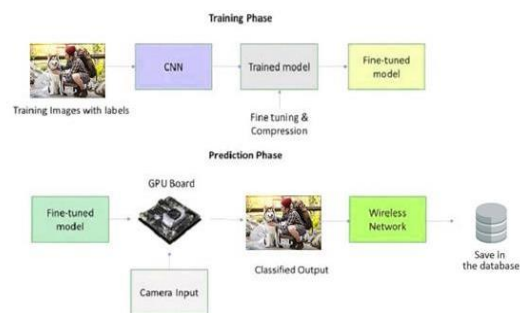 Training Phase
CNN
Trained model
Fine-tuned
model
Training Images with labels
Fine tuning &
Compression
Prediction Phase
GPU Board
Fine-tuned
model
Wireless
Network
Classified Output
Save in
the database
Camera Input